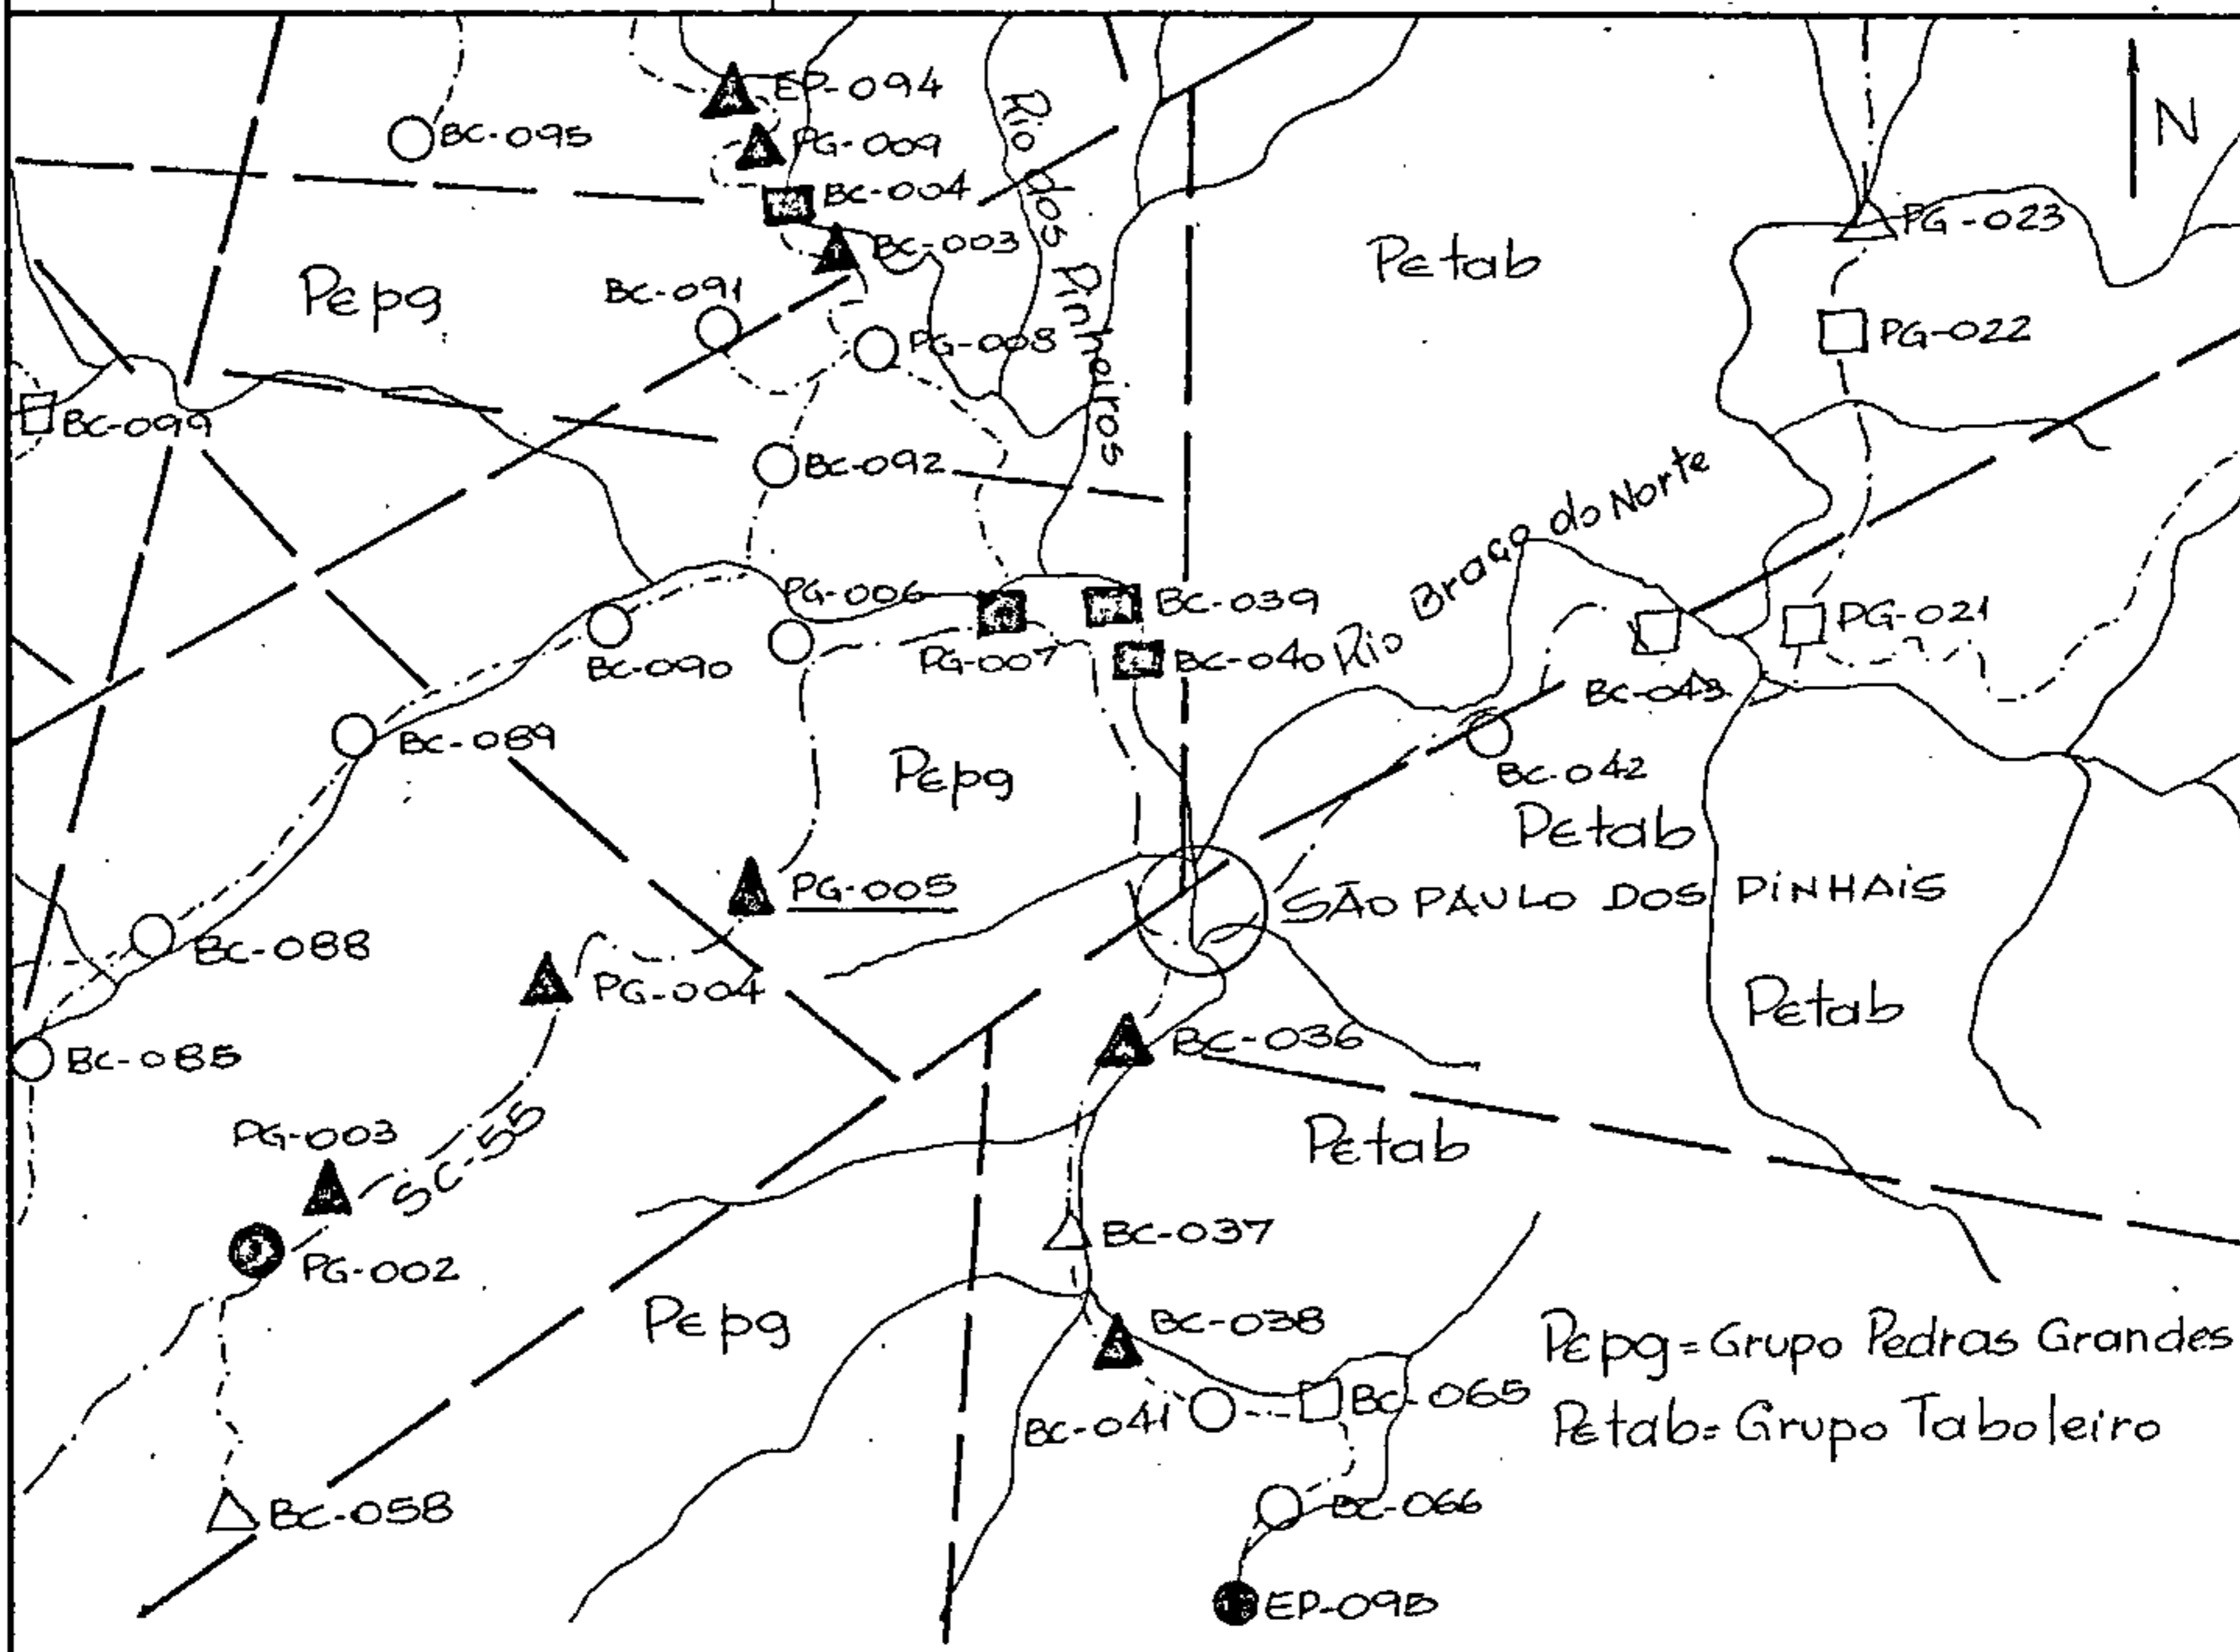 EP-094
BC-095
PG-009
N
BC-004
PG-023
BC-003
Rio dos Pinheiros
Petab
Pepg
BC-091
PG-008
PG-022
BC-099
BC-092
Rio Braço do Norte
PG-006
BC-039
PG-021
BC-090
PG-007
BC-040
BC-043
BC-089
Pepg
BC-042
Petab
PG-005
SÃO PAULO DOS PINHAIS
BC-088
PG-004
Petab
BC-036
BC-085
PG-003
SC-55
Petab
BC-037
PG-002
Pepg
BC-038
Pepg=Grupo Pedras Grandes
BC-065
BC-041
Petab=Grupo Taboleiro
BC-066
BC-058
EP-095